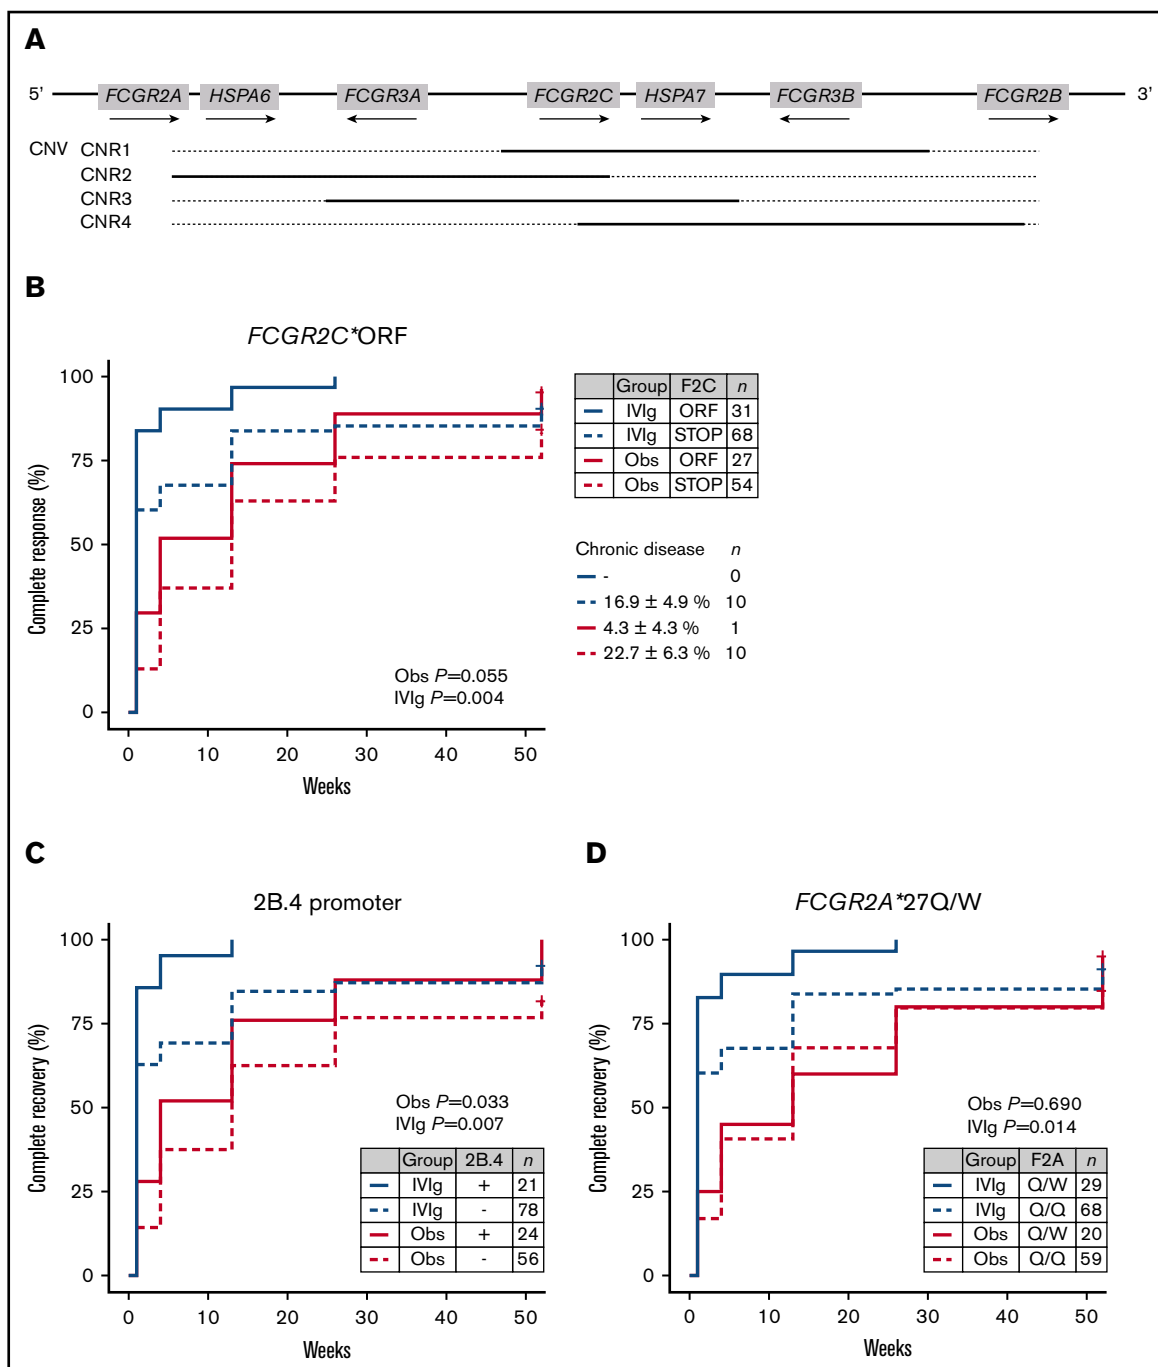 A
5’ FCGR2A HSPA6 FCGR3A FCGR2C HSPA7 FCGR3B FCGR2B 3’
CNV CNR1
CNR2
CNR3
CNR4
B
FCGR2C*ORF
Complete response (%)
100
75
50
25
0
0 10 20 30 40 50
Weeks
Obs P=0.055
IVIg P=0.004
Group F2C n
IVIg ORF 31
IVIg STOP 68
Obs ORF 27
Obs STOP 54
Chronic disease n
- 0
16.9 ± 4.9 % 10
4.3 ± 4.3 % 1
22.7 ± 6.3 % 10
C
2B.4 promoter
Complete recovery (%)
100
75
50
25
0
0 10 20 30 40 50
Weeks
Obs P=0.033
IVIg P=0.007
Group 2B.4 n
IVIg + 21
IVIg - 78
Obs + 24
Obs - 56
D
FCGR2A*27Q/W
Complete recovery (%)
100
75
50
25
0
0 10 20 30 40 50
Weeks
Obs P=0.690
IVIg P=0.014
Group F2A n
IVIg Q/W 29
IVIg Q/Q 68
Obs Q/W 20
Obs Q/Q 59